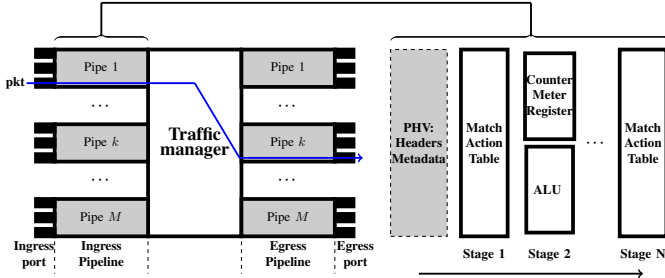 Pipe 1
pkt
...
Pipe k
...
Pipe M
Traffic
manager
Pipe 1
...
Pipe k
...
Pipe M
Ingress
port
Ingress
Pipeline
Egress
Pipeline
Egress
port
PHV:
Headers
Metadata
Match
Action
Table
Counter
Meter
Register
ALU
...
Match
Action
Table
Stage 1
Stage 2
Stage N